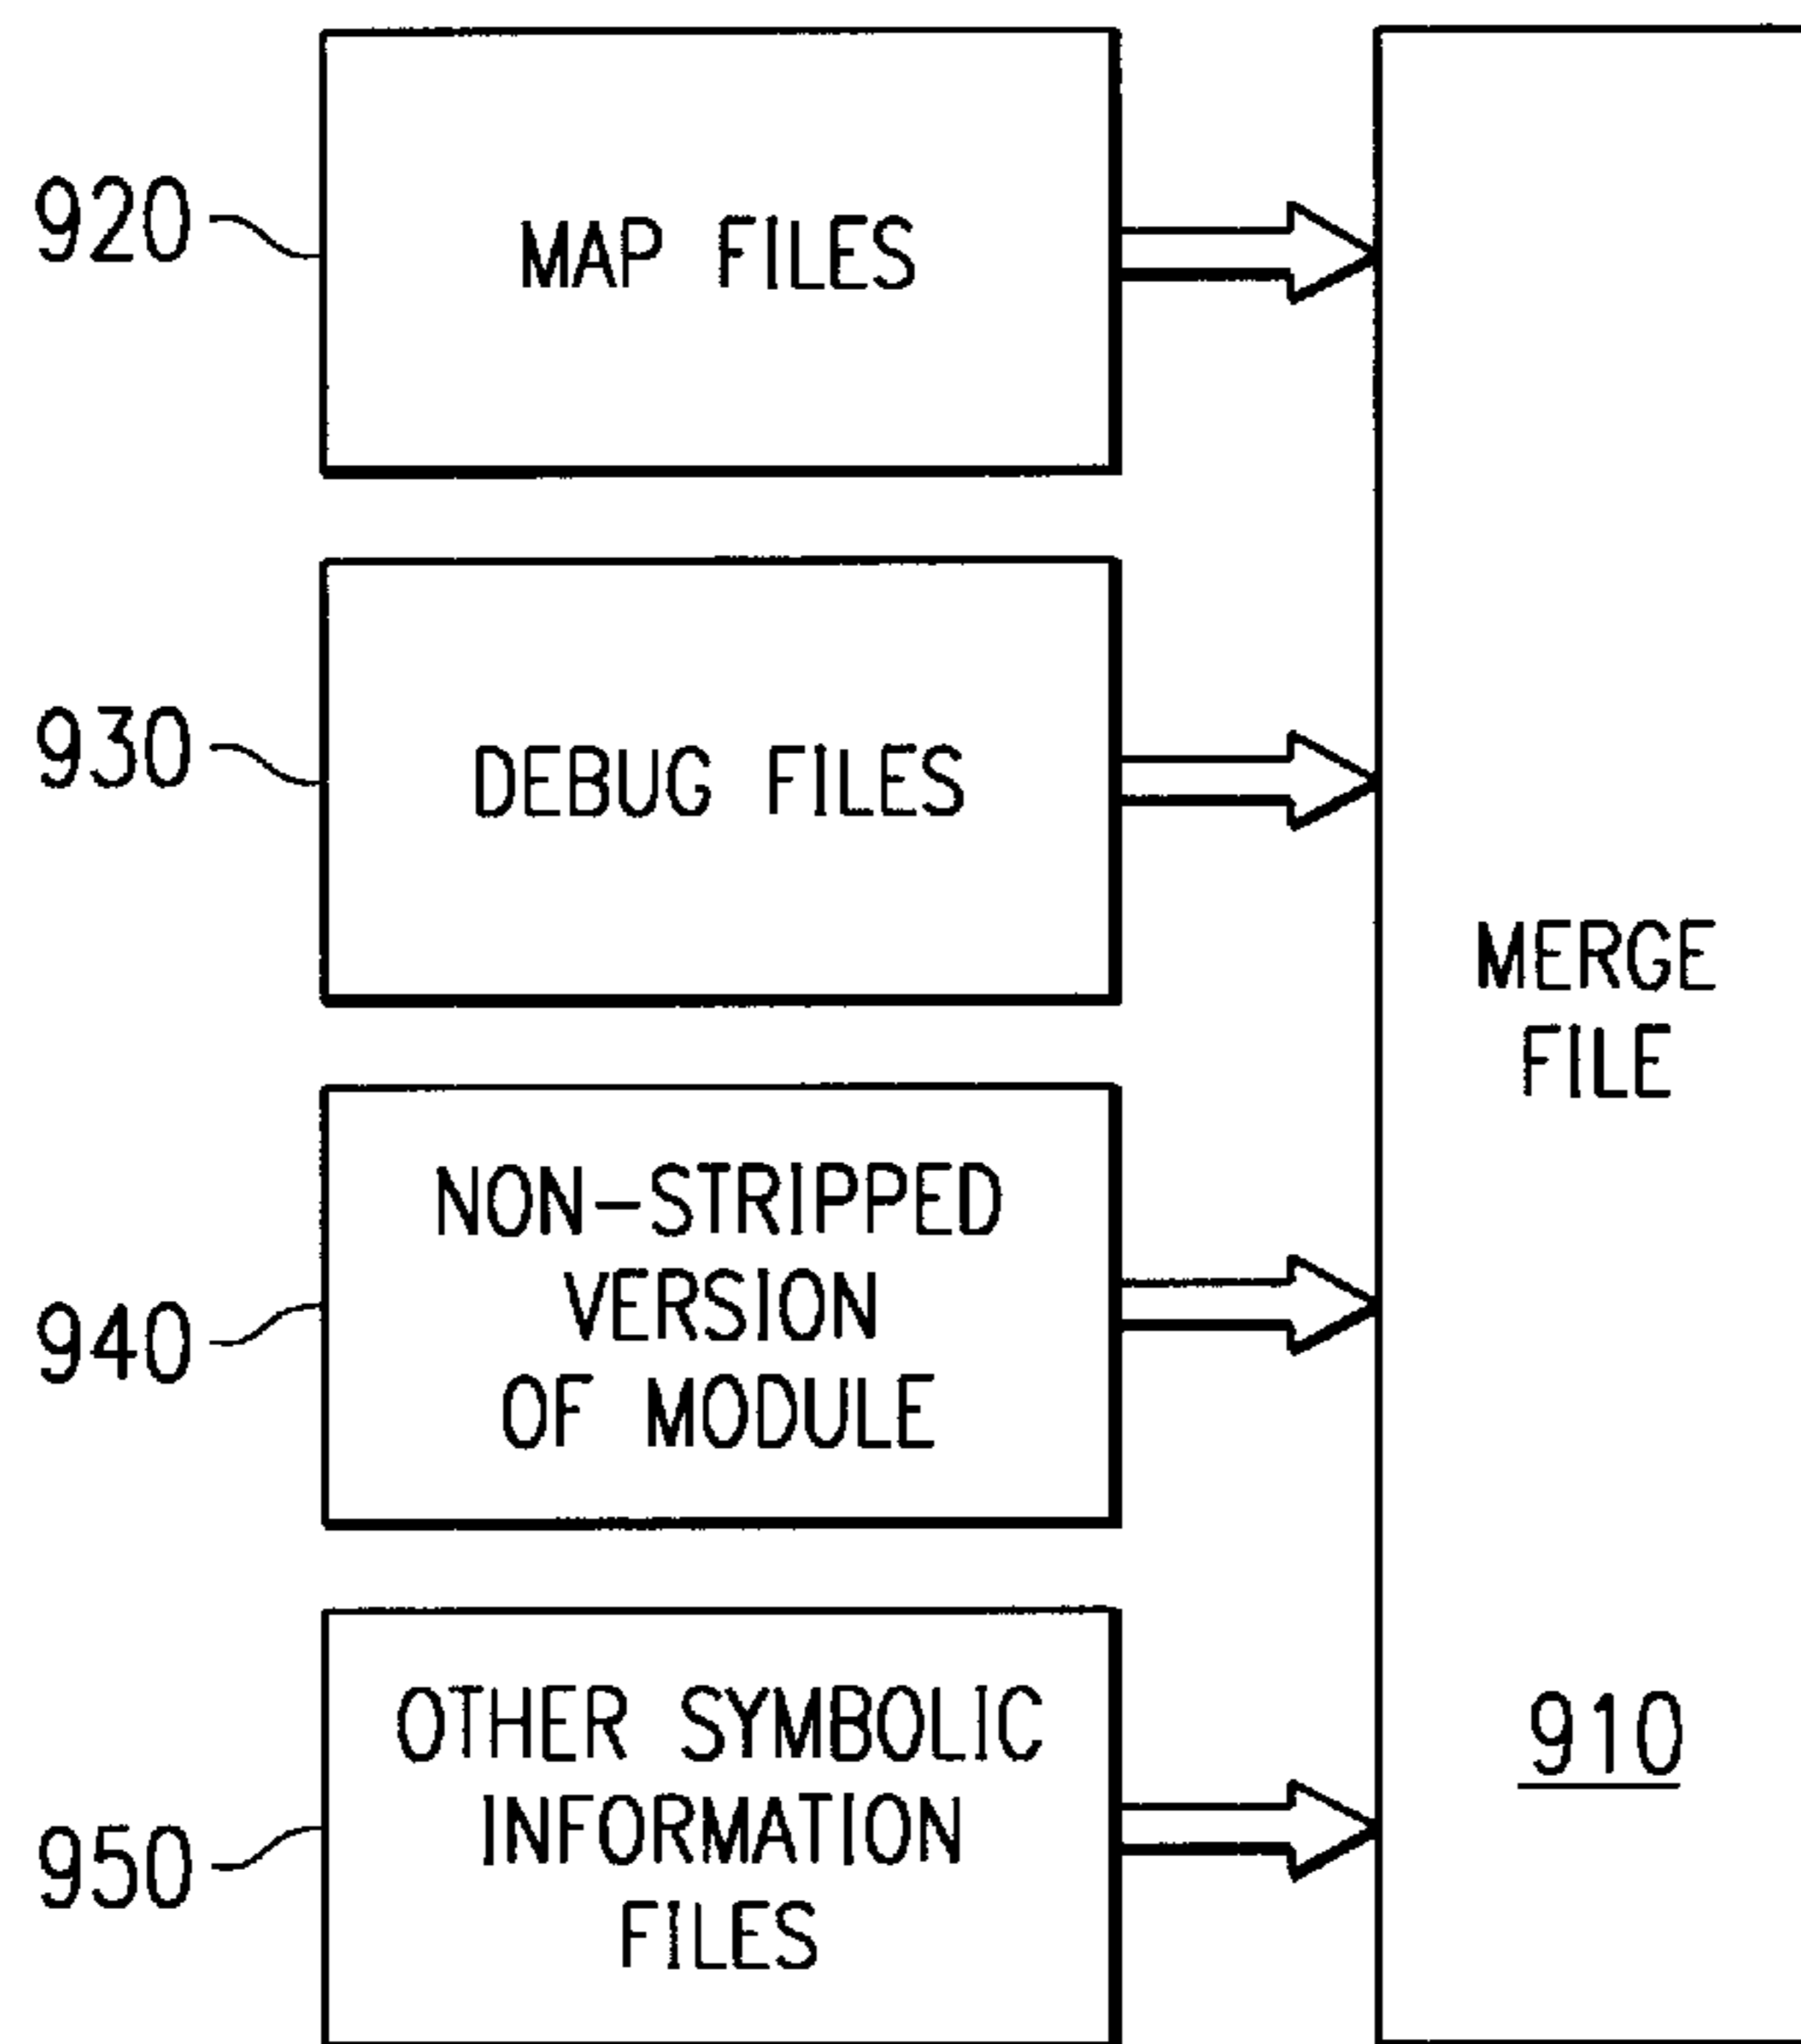 920
MAP FILES
930
DEBUG FILES
MERGE
FILE
NON-STRIPPED
VERSION
OF MODULE
940
OTHER SYMBOLIC
INFORMATION
FILES
950
910